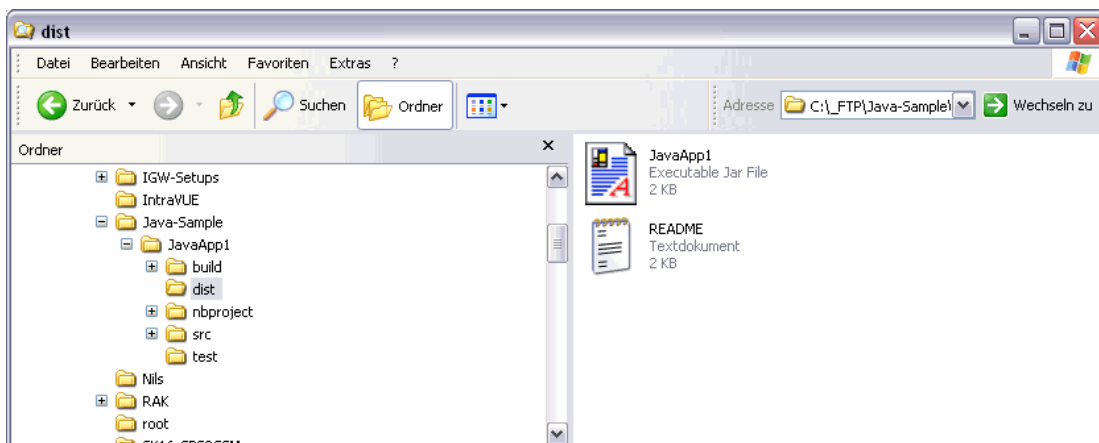 dist
Datei Bearbeiten Ansicht Favoriten Extras ?
Zurück Suchen Ordner Adresse C:\_FTP\Java-Sample\ Wechseln zu
Ordner
IGW-Setups
IntraVUE
Java-Sample
JavaApp1
build
dist
nbproject
src
test
Nils
RAK
root
JavaApp1
Executable Jar File
2 KB
README
Textdokument
2 KB